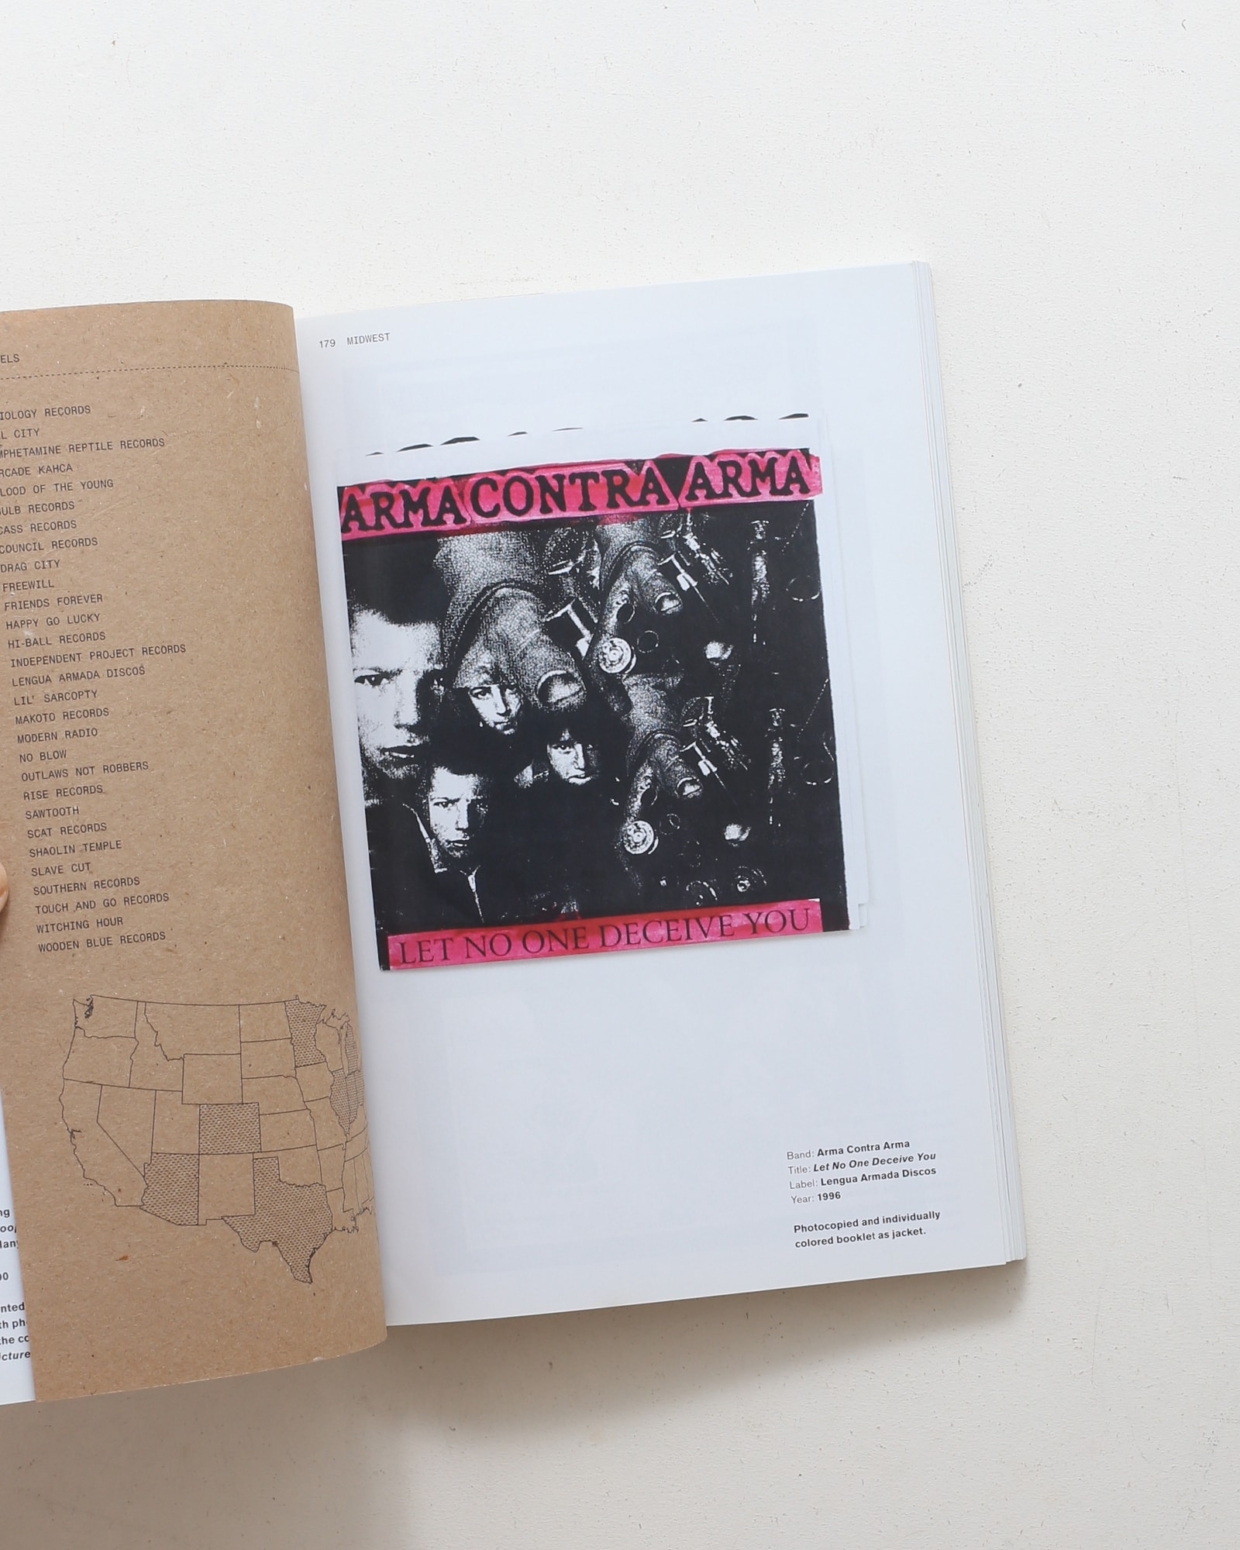 ELS
IOLOGY RECORDS
L CITY
MPHETAMINE REPTILE RECORDS
RCADE KAHCA
LOOD OF THE YOUNG
ULB RECORDS
CASS RECORDS
COUNCIL RECORDS
DRAG CITY
FREEWILL
FRIENDS FOREVER
HAPPY GO LUCKY
HI-BALL RECORDS
INDEPENDENT PROJECT RECORDS
LENGUA ARMADA DISCOS
LIL' SARCOPTY
MAKOTO RECORDS
MODERN RADIO
NO BLOW
OUTLAWS NOT ROBBERS
RISE RECORDS
SAWTOOTH
SCAT RECORDS
SHAOLIN TEMPLE
SLAVE CUT
SOUTHERN RECORDS
TOUCH AND GO RECORDS
WITCHING HOUR
WOODEN BLUE RECORDS
179 MIDWEST
ARMA CONTRA ARMA
LET NO ONE DECEIVE YOU
Band: Arma Contra Arma
Title: Let No One Deceive You
Label: Lengua Armada Discos
Year: 1996
Photocopied and individually
colored booklet as jacket.